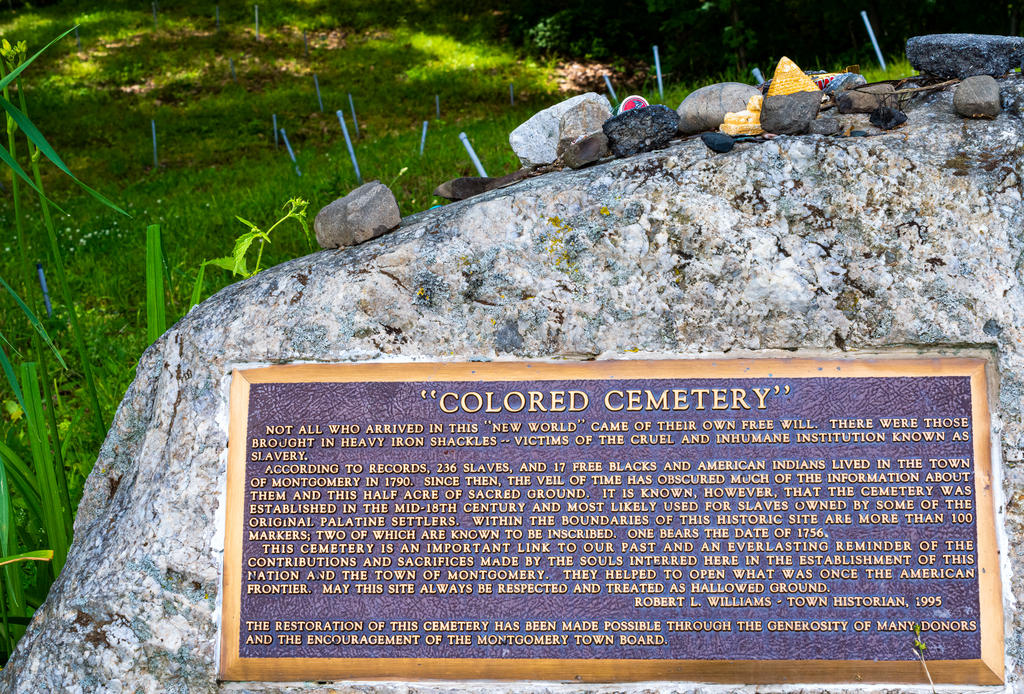 “COLORED CEMETERY”
NOT ALL WHO ARRIVED IN THIS “NEW WORLD” CAME OF THEIR OWN FREE WILL. THERE WERE THOSE
BROUGHT IN HEAVY IRON SHACKLES -- VICTIMS OF THE CRUEL AND INHUMANE INSTITUTION KNOWN AS
SLAVERY.
ACCORDING TO RECORDS, 236 SLAVES, AND 17 FREE BLACKS AND AMERICAN INDIANS LIVED IN THE TOWN
OF MONTGOMERY IN 1790. SINCE THEN, THE VEIL OF TIME HAS OBSCURED MUCH OF THE INFORMATION ABOUT
THEM AND THIS HALF ACRE OF SACRED GROUND. IT IS KNOWN, HOWEVER, THAT THE CEMETERY WAS
ESTABLISHED IN THE MID-18TH CENTURY AND MOST LIKELY USED FOR SLAVES OWNED BY SOME OF THE
ORIGINAL PALATINE SETTLERS. WITHIN THE BOUNDARIES OF THIS HISTORIC SITE ARE MORE THAN 100
MARKERS; TWO OF WHICH ARE KNOWN TO BE INSCRIBED. ONE BEARS THE DATE OF 1756.
THIS CEMETERY IS AN IMPORTANT LINK TO OUR PAST AND AN EVERLASTING REMINDER OF THE
CONTRIBUTIONS AND SACRIFICES MADE BY THE SOULS INTERRED HERE IN THE ESTABLISHMENT OF THIS
NATION AND THE TOWN OF MONTGOMERY. THEY HELPED TO OPEN WHAT WAS ONCE THE AMERICAN
FRONTIER. MAY THIS SITE ALWAYS BE RESPECTED AND TREATED AS HALLOWED GROUND.
ROBERT L. WILLIAMS - TOWN HISTORIAN, 1995
THE RESTORATION OF THIS CEMETERY HAS BEEN MADE POSSIBLE THROUGH THE GENEROSITY OF MANY DONORS
AND THE ENCOURAGEMENT OF THE MONTGOMERY TOWN BOARD.